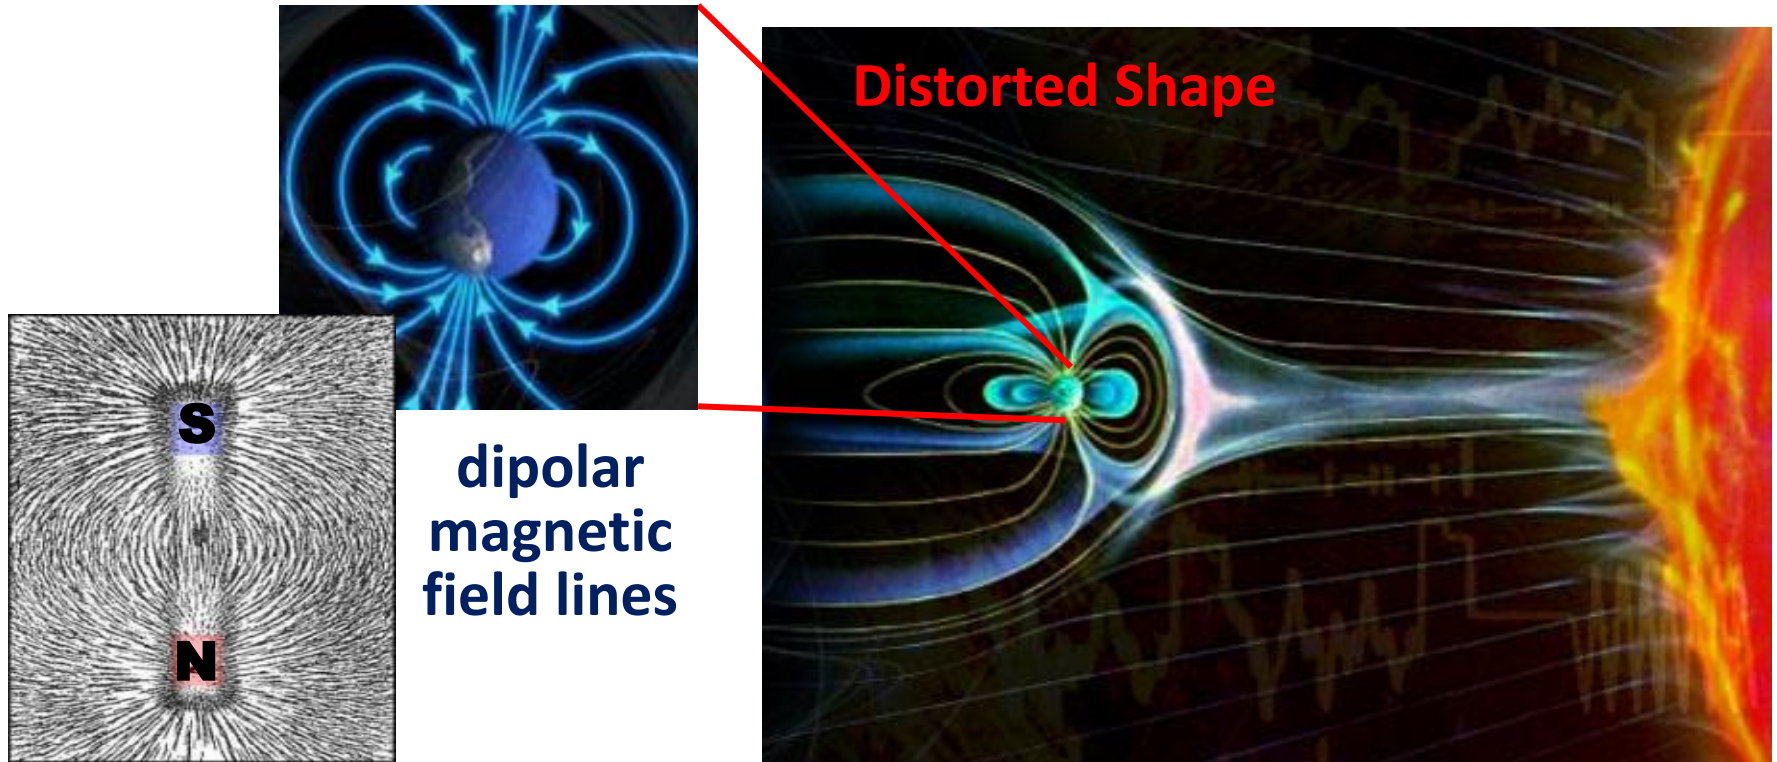 Distorted Shape
S
N
dipolar
magnetic
field lines